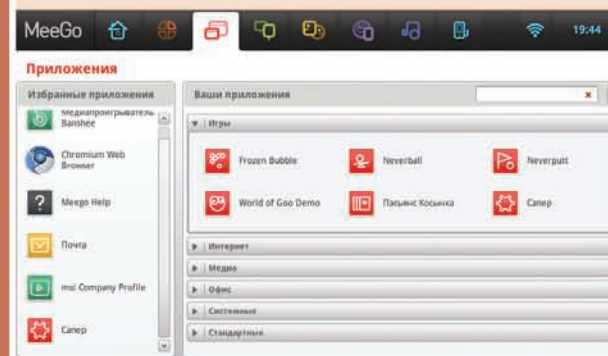 MeeGo
19:44
Приложения
Избранные приложения
Медиапроигрыватель
Banshee
Chromium Web
Browser
Meego Help
Почта
msi Company Profile
Сапер
Ваши приложения
Игры
Frozen Bubble
Neverball
Neverputt
World of Goo Demo
Пасьянс Косынка
Сапер
Интернет
Медиа
Офис
Системные
Стандартные